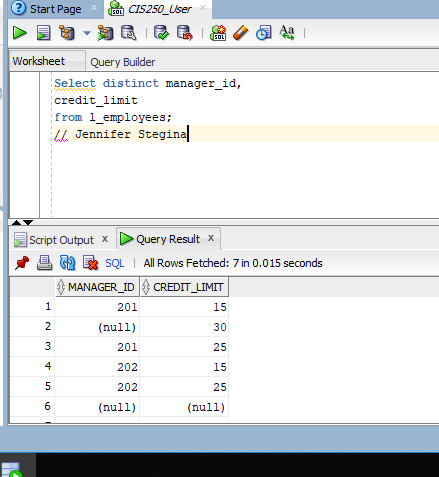 Start Page x CIS250_User x
SQL
Worksheet Query Builder
Select distinct manager_id,
credit_limit
from l_employees;
// Jennifer Stegina
Script Output x Query Result x
SQL | All Rows Fetched: 7 in 0.015 seconds
MANAGER_ID CREDIT_LIMIT
1 201 15
2 (null) 30
3 201 25
4 202 15
5 202 25
6 (null) (null)